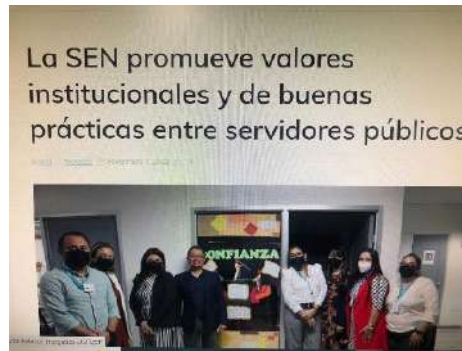 La SEN promueve valores
institucionales y de buenas
prácticas entre servidores públicos
CONFIANZA